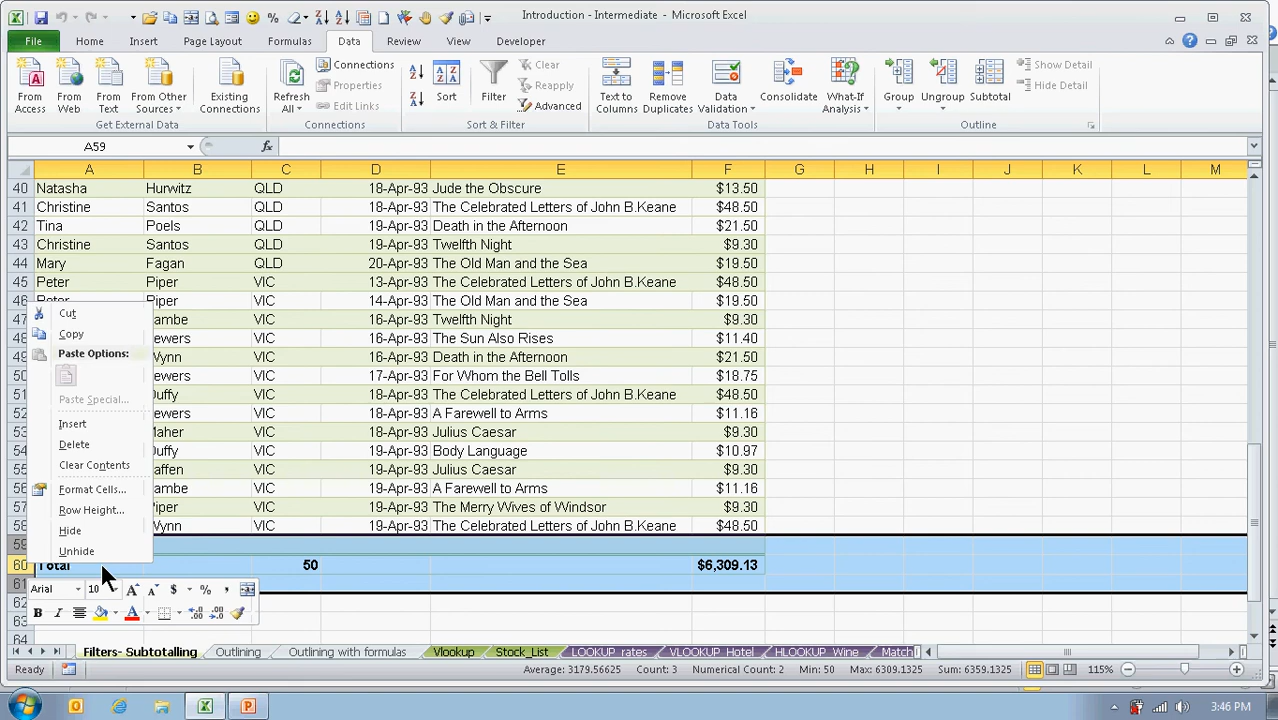 Introduction - Intermediate - Microsoft Excel
File Home Insert Page Layout Formulas Data Review View Developer
From Access
From Web
From Text
From Other Sources
Existing Connections
Get External Data
Refresh All
Connections
Properties
Edit Links
Connections
Sort
Filter
Clear
Reapply
Advanced
Sort & Filter
Text to Columns
Remove Duplicates
Data Validation
Consolidate
What-If Analysis
Data Tools
Group
Ungroup
Subtotal
Show Detail
Hide Detail
Outline
A59 fx
A B C D E F G H I J K L M
40 Natasha Hurwitz QLD 18-Apr-93 Jude the Obscure $13.50
41 Christine Santos QLD 18-Apr-93 The Celebrated Letters of John B.Keane $48.50
42 Tina Poels QLD 19-Apr-93 Death in the Afternoon $21.50
43 Christine Santos QLD 19-Apr-93 Twelfth Night $9.30
44 Mary Fagan QLD 20-Apr-93 The Old Man and the Sea $19.50
45 Peter Piper VIC 13-Apr-93 The Celebrated Letters of John B.Keane $48.50
46 Peter Piper VIC 14-Apr-93 The Old Man and the Sea $19.50
47 VIC 16-Apr-93 Twelfth Night $9.30
48 VIC 16-Apr-93 The Sun Also Rises $11.40
49 VIC 16-Apr-93 Death in the Afternoon $21.50
50 VIC 17-Apr-93 For Whom the Bell Tolls $18.75
51 VIC 18-Apr-93 The Celebrated Letters of John B.Keane $48.50
52 VIC 18-Apr-93 A Farewell to Arms $11.16
53 VIC 18-Apr-93 Julius Caesar $9.30
54 VIC 19-Apr-93 Body Language $10.97
55 VIC 19-Apr-93 Julius Caesar $9.30
56 VIC 19-Apr-93 A Farewell to Arms $11.16
57 VIC 19-Apr-93 The Merry Wives of Windsor $9.30
58 VIC 19-Apr-93 The Celebrated Letters of John B.Keane $48.50
59
60 Total 50 $6,309.13
61
62
63
64
Cut
Copy
Paste Options:
Paste Special...
Insert
Delete
Clear Contents
Format Cells...
Row Height...
Hide
Unhide
Arial 10 A A $ % ,
B I A
Filters- Subtotalling Outlining Outlining with formulas Vlookup Stock_List LOOKUP_rates VLOOKUP_Hotel HLOOKUP_Wine Match
Ready Average: 3179.56625 Count: 3 Numerical Count: 2 Min: 50 Max: 6309.1325 Sum: 6359.1325 115%
3:46 PM